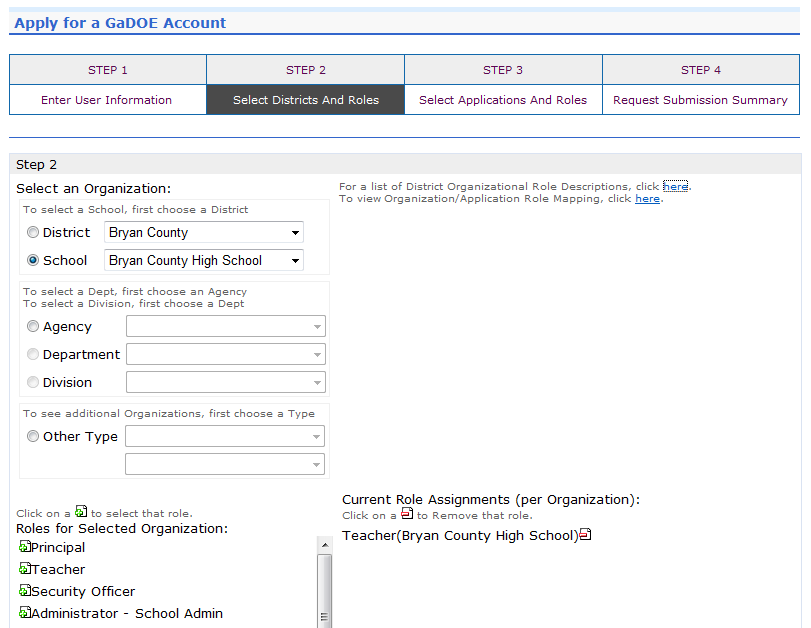 Apply for a GaDOE Account
STEP 1
STEP 2
STEP 3
STEP 4
Enter User Information
Select Districts And Roles
Select Applications And Roles
Request Submission Summary
Step 2
Select an Organization:
For a list of District Organizational Role Descriptions, click here.
To view Organization/Application Role Mapping, click here.
To select a School, first choose a District
District Bryan County
School Bryan County High School
To select a Dept, first choose an Agency
To select a Division, first choose a Dept
Agency
Department
Division
To see additional Organizations, first choose a Type
Other Type
Click on a to select that role.
Roles for Selected Organization:
Principal
Teacher
Security Officer
Administrator - School Admin
Current Role Assignments (per Organization):
Click on a to Remove that role.
Teacher(Bryan County High School)